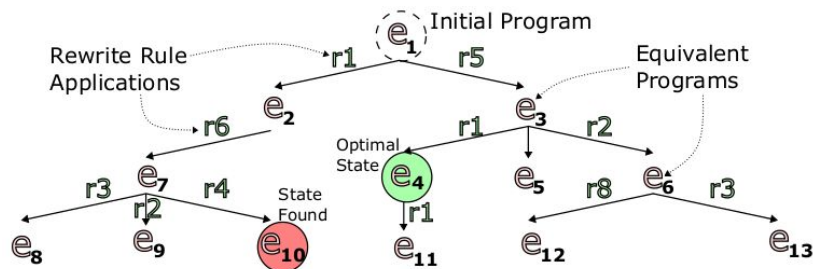 Initial Program
e1
Rewrite Rule
Applications
r1
r5
Equivalent
Programs
e2
e3
r6
r1
r2
Optimal
State
e7
e4
e5
e6
r3
r2
r4
State
Found
r1
r8
r3
e8
e9
e10
e11
e12
e13